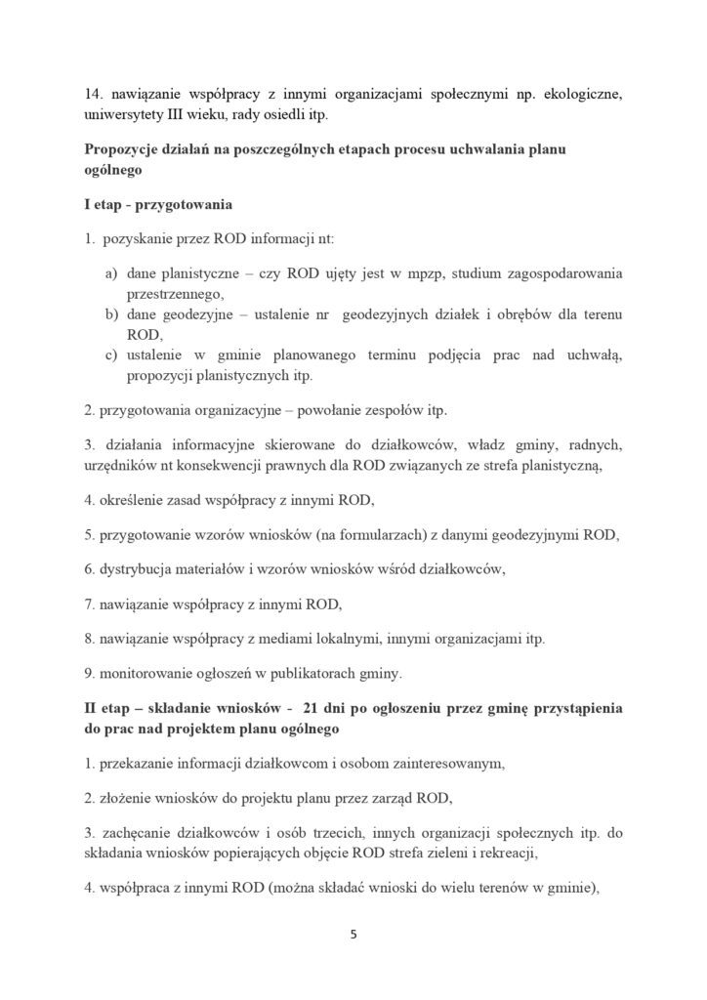 14. nawiązanie współpracy z innymi organizacjami społecznymi np. ekologiczne,
uniwersytety III wieku, rady osiedli itp.
Propozycje działań na poszczególnych etapach procesu uchwalania planu
ogólnego
I etap - przygotowania
1. pozyskanie przez ROD informacji nt:
a) dane planistyczne – czy ROD ujęty jest w mpzp, studium zagospodarowania
przestrzennego,
b) dane geodezyjne – ustalenie nr geodezyjnych działek i obrębów dla terenu
ROD,
c) ustalenie w gminie planowanego terminu podjęcia prac nad uchwałą,
propozycji planistycznych itp.
2. przygotowania organizacyjne – powołanie zespołów itp.
3. działania informacyjne skierowane do działkowców, władz gminy, radnych,
urzędników nt konsekwencji prawnych dla ROD związanych ze strefa planistyczną,
4. określenie zasad współpracy z innymi ROD,
5. przygotowanie wzorów wniosków (na formularzach) z danymi geodezyjnymi ROD,
6. dystrybucja materiałów i wzorów wniosków wśród działkowców,
7. nawiązanie współpracy z innymi ROD,
8. nawiązanie współpracy z mediami lokalnymi, innymi organizacjami itp.
9. monitorowanie ogłoszeń w publikatorach gminy.
II etap – składanie wniosków - 21 dni po ogłoszeniu przez gminę przystąpienia
do prac nad projektem planu ogólnego
1. przekazanie informacji działkowcom i osobom zainteresowanym,
2. złożenie wniosków do projektu planu przez zarząd ROD,
3. zachęcanie działkowców i osób trzecich, innych organizacji społecznych itp. do
składania wniosków popierających objęcie ROD strefa zieleni i rekreacji,
4. współpraca z innymi ROD (można składać wnioski do wielu terenów w gminie),
5